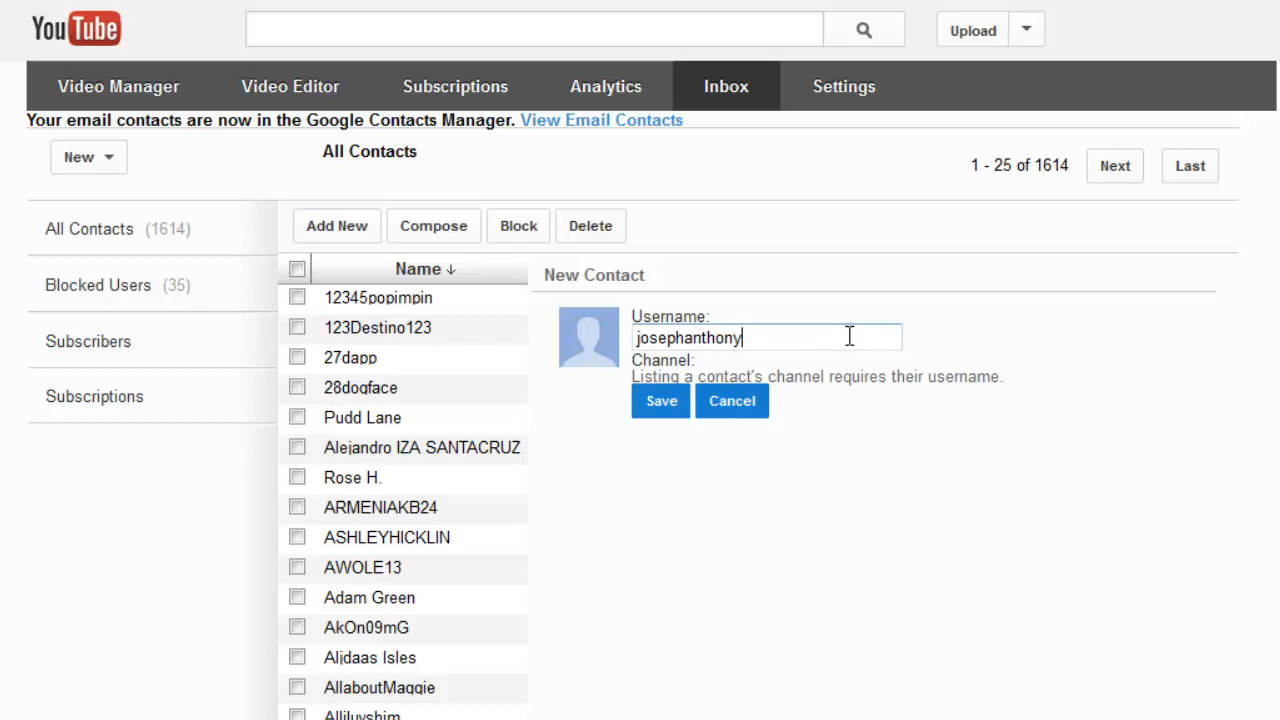 YouTube
Upload
Video Manager Video Editor Subscriptions Analytics Inbox Settings
Your email contacts are now in the Google Contacts Manager. View Email Contacts
New
All Contacts
1 - 25 of 1614 Next Last
All Contacts (1614)
Blocked Users (35)
Subscribers
Subscriptions
Add New Compose Block Delete
Name
12345popimpin
123Destino123
27dapp
28dogface
Pudd Lane
Alejandro IZA SANTACRUZ
Rose H.
ARMENIAKB24
ASHLEYHICKLIN
AWOLE13
Adam Green
AkOn09mG
Aljdaas Isles
AllaboutMaggie
New Contact
Username:
josephanthony
Channel:
Listing a contact's channel requires their username.
Save Cancel